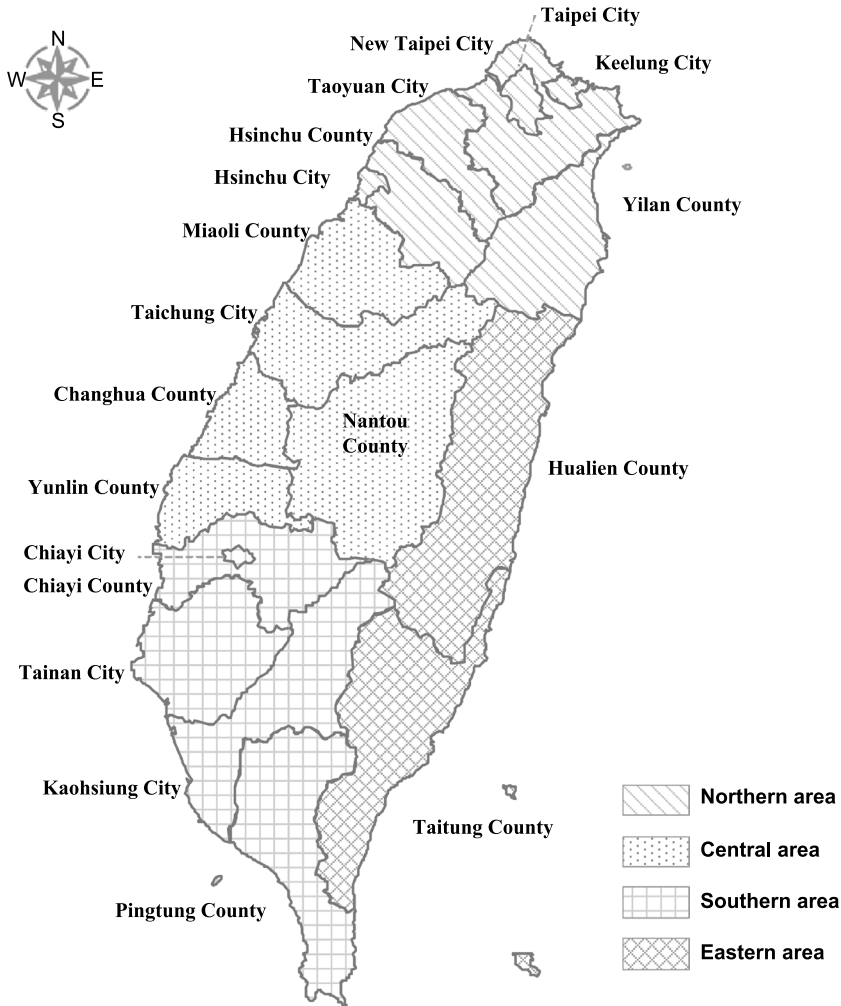 Taipei City
N
New Taipei City
Keelung City
W
E
Taoyuan City
S
Hsinchu County
Hsinchu City
Yilan County
Miaoli County
Taichung City
Changhua County
Nantou
County
Hualien County
Yunlin County
Chiayi City
Chiayi County
Tainan City
Kaohsiung City
Northern area
Taitung County
Central area
Pingtung County
Southern area
Eastern area